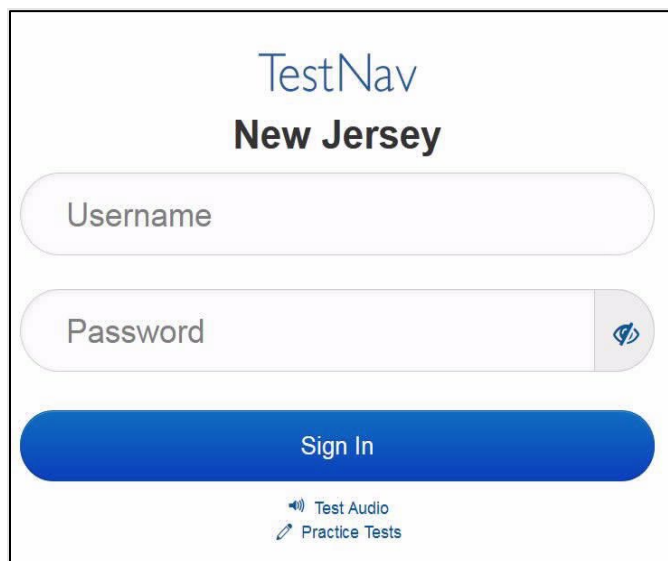 TestNav
New Jersey
Username
Password
Sign In
Test Audio
Practice Tests